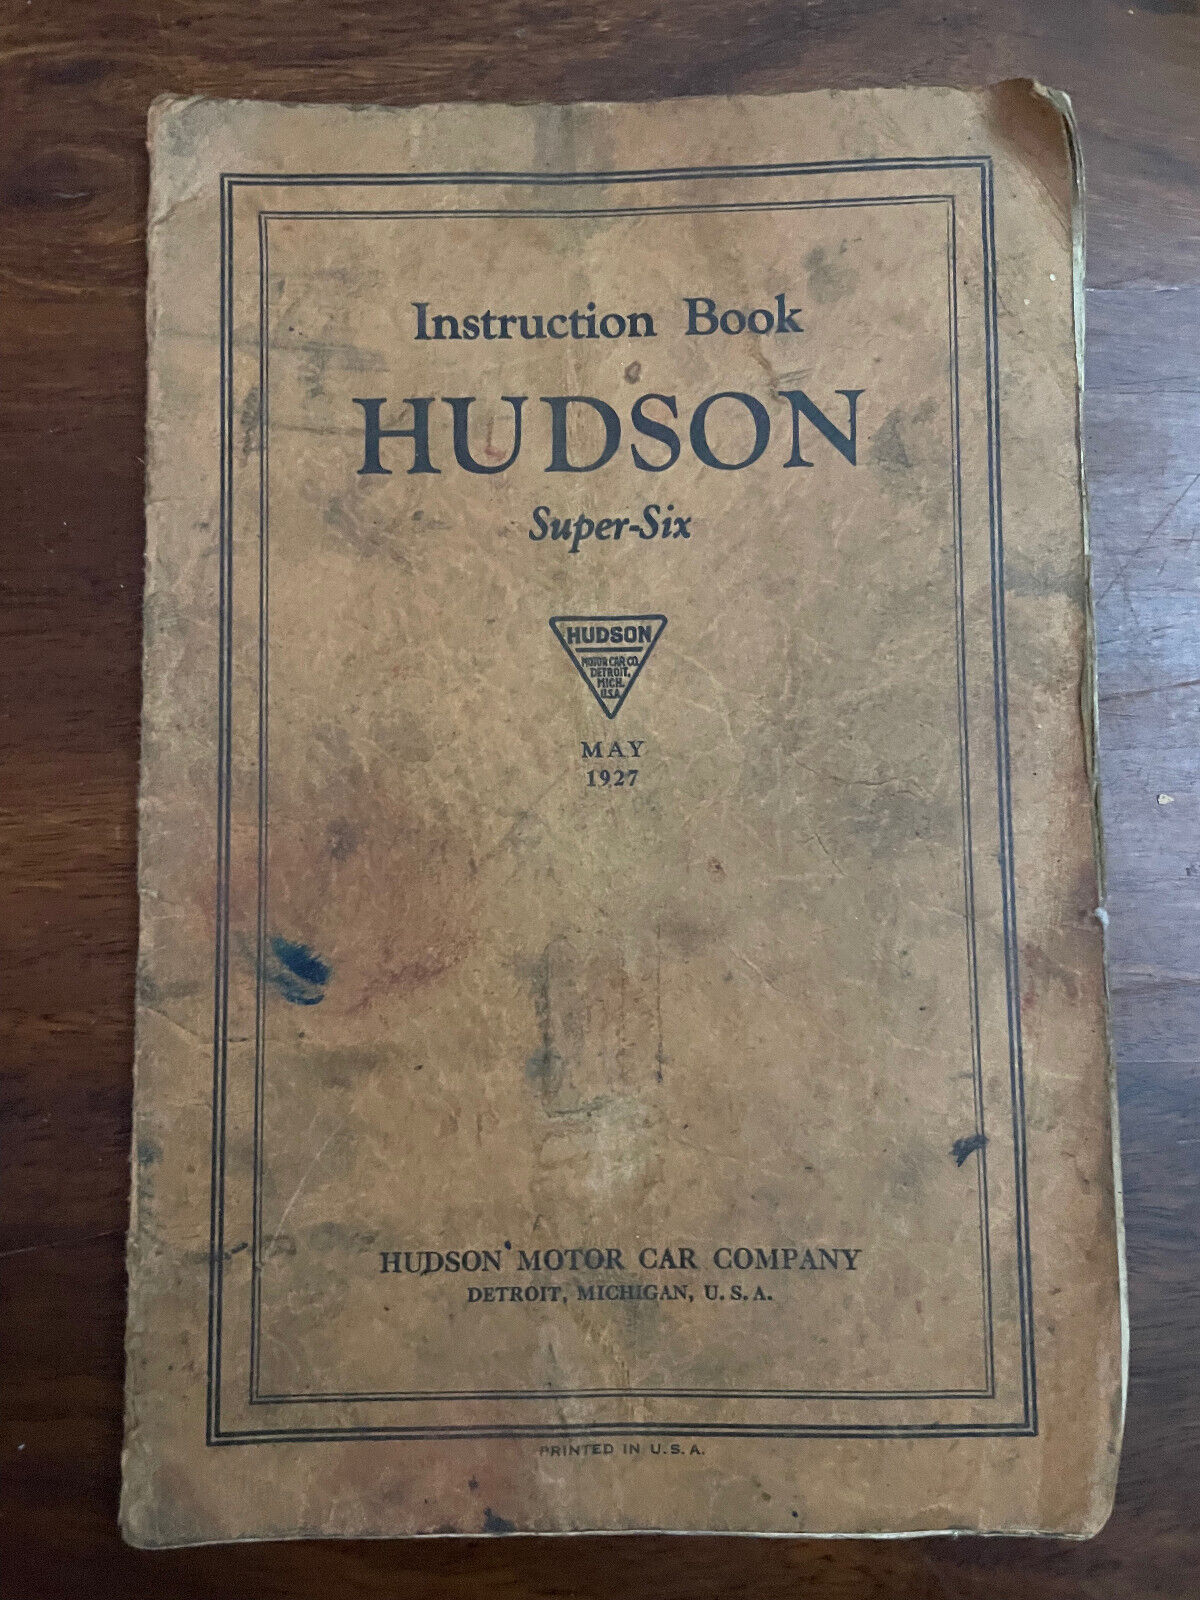 Instruction Book
HUDSON
Super-Six
HUDSON
MOTOR CAR CO.
DETROIT,
MICH.
U.S.A.
MAY
1927
HUDSON MOTOR CAR COMPANY
DETROIT, MICHIGAN, U. S. A.
PRINTED IN U. S. A.